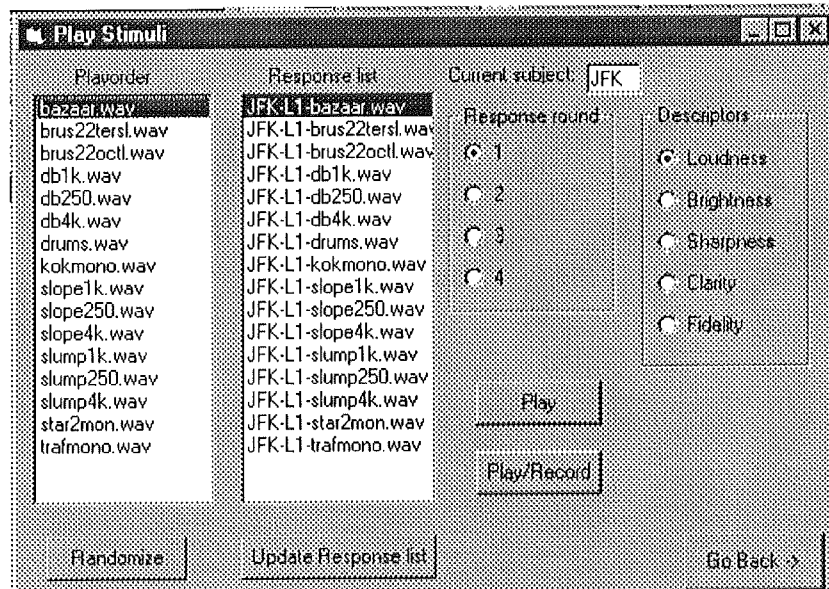 Play Stimuli
Playorder
bazaar.wav
brus22tersl.wav
brus22octl.wav
db1k.wav
db250.wav
db4k.wav
drums.wav
kokmono.wav
slope1k.wav
slope250.wav
slope4k.wav
slump1k.wav
slump250.wav
slump4k.wav
star2mon.wav
trafmono.wav
Randomize
Response list
JFK-L1-bazaar.wav
JFK-L1-brus22tersl.wav
JFK-L1-brus22octl.wav
JFK-L1-db1k.wav
JFK-L1-db250.wav
JFK-L1-db4k.wav
JFK-L1-drums.wav
JFK-L1-kokmono.wav
JFK-L1-slope1k.wav
JFK-L1-slope250.wav
JFK-L1-slope4k.wav
JFK-L1-slump1k.wav
JFK-L1-slump250.wav
JFK-L1-slump4k.wav
JFK-L1-star2mon.wav
JFK-L1-trafmono.wav
Update Response list
Current subject: JFK
Response round
1
2
3
4
Play
Play/Record
Descriptors
Loudness
Brightness
Sharpness
Clarity
Fidelity
Go Back ->